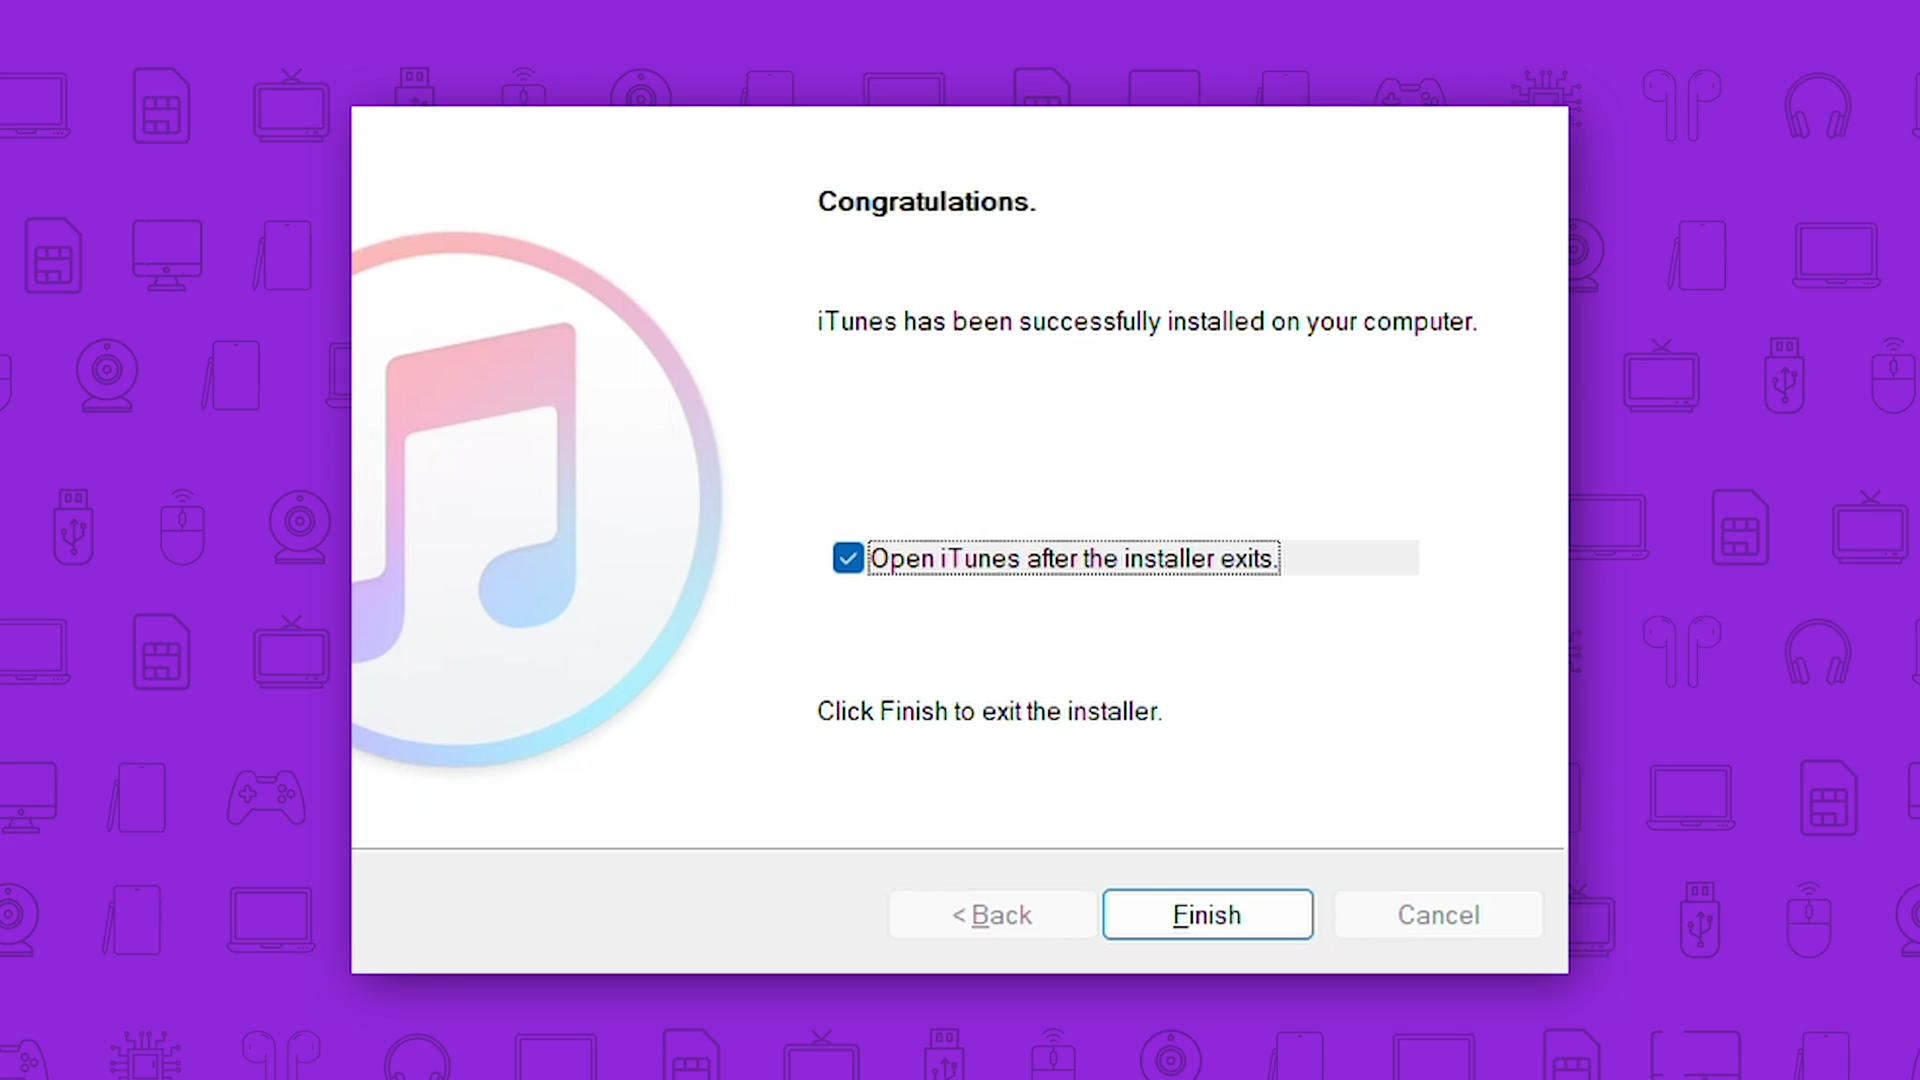 Congratulations.
iTunes has been successfully installed on your computer.
Open iTunes after the installer exits.
Click Finish to exit the installer.
< Back
Finish
Cancel